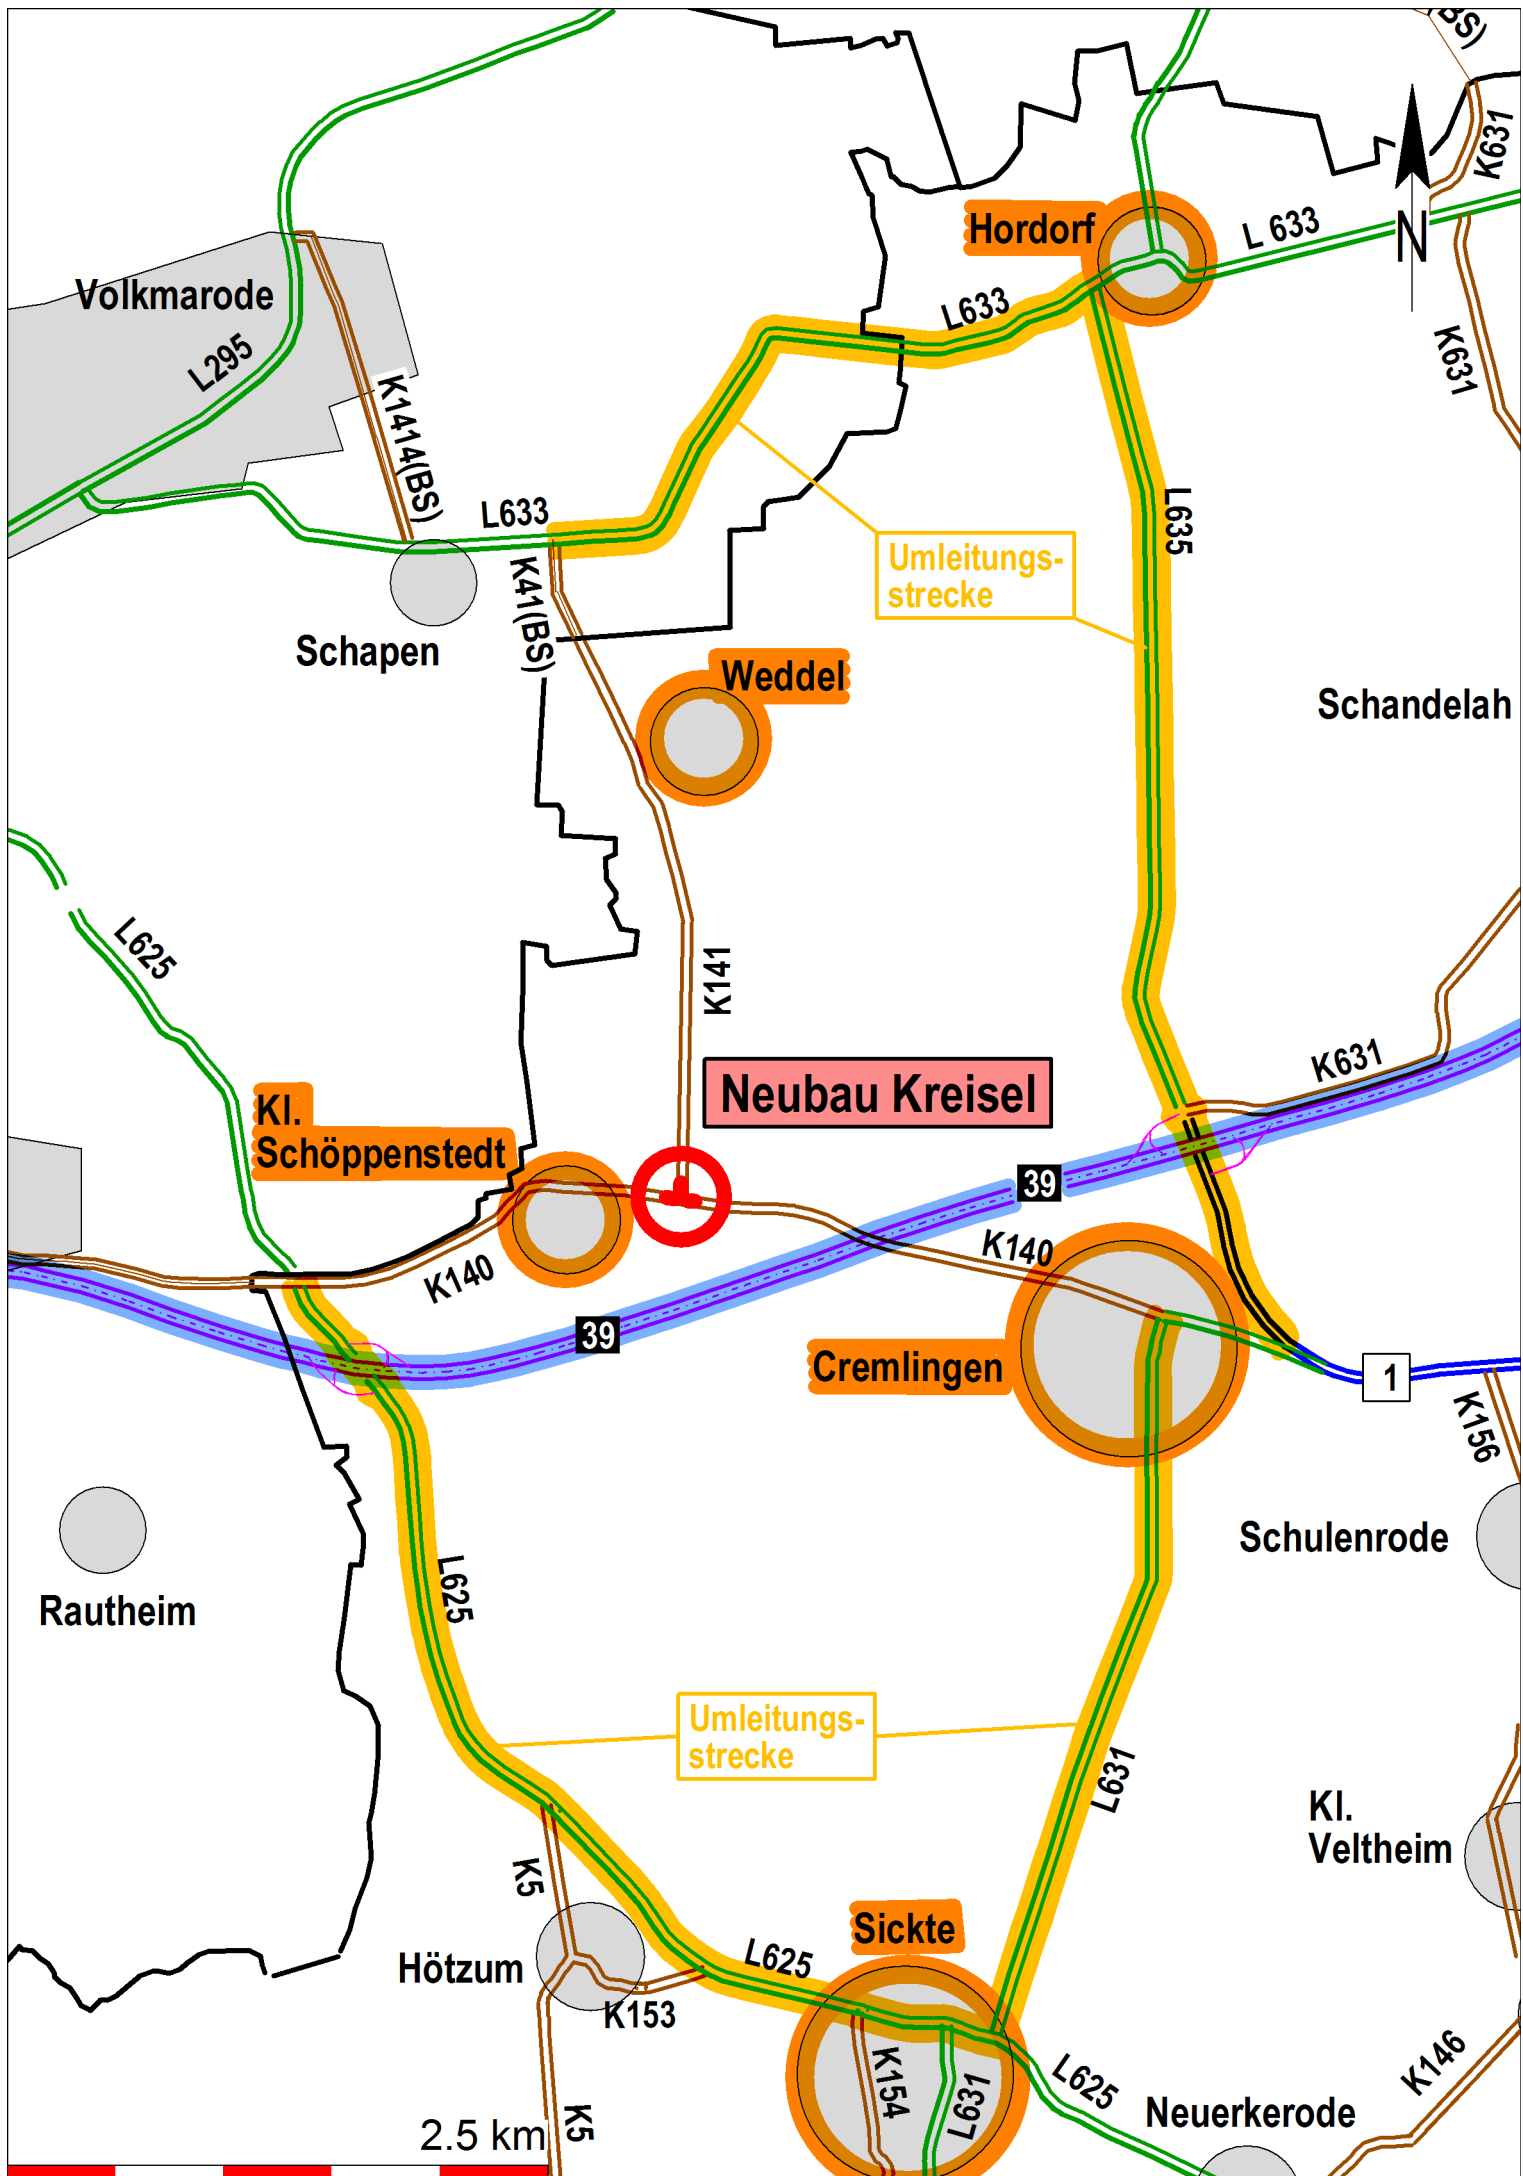 BS)
K631
N
Hordorf
L 633
Volkmarode
L633
L295
K631
K1414(BS)
L633
L635
Umleitungs-
strecke
K41(BS)
Schapen
Weddel
Schandelah
L625
K141
K631
Neubau Kreisel
Kl.
Schöppenstedt
39
K140
K140
39
Cremlingen
1
K156
Schulenrode
L625
Rautheim
Umleitungs-
strecke
L631
Kl.
Veltheim
K5
Sickte
L625
Hötzum
K153
K154
L631
L625
K146
Neuerkerode
K5
2.5 km